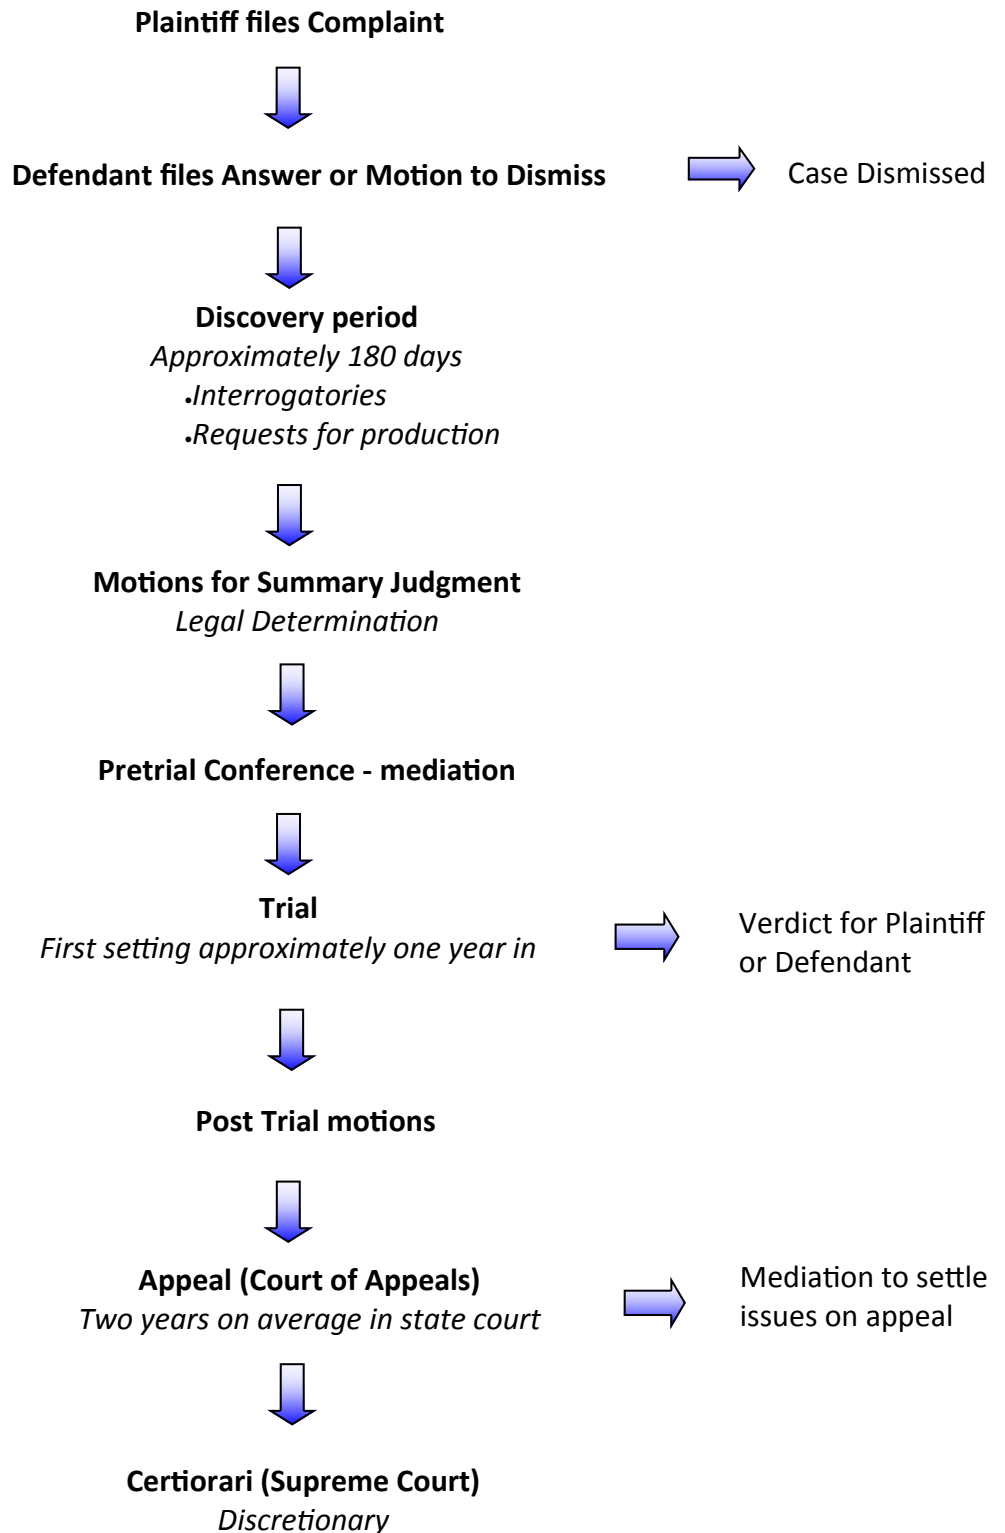 Plaintiff files Complaint
Defendant files Answer or Motion to Dismiss
Case Dismissed
Discovery period
Approximately 180 days
•Interrogatories
•Requests for production
Motions for Summary Judgment
Legal Determination
Pretrial Conference - mediation
Trial
First setting approximately one year in
Verdict for Plaintiff
or Defendant
Post Trial motions
Appeal (Court of Appeals)
Two years on average in state court
Mediation to settle
issues on appeal
Certiorari (Supreme Court)
Discretionary